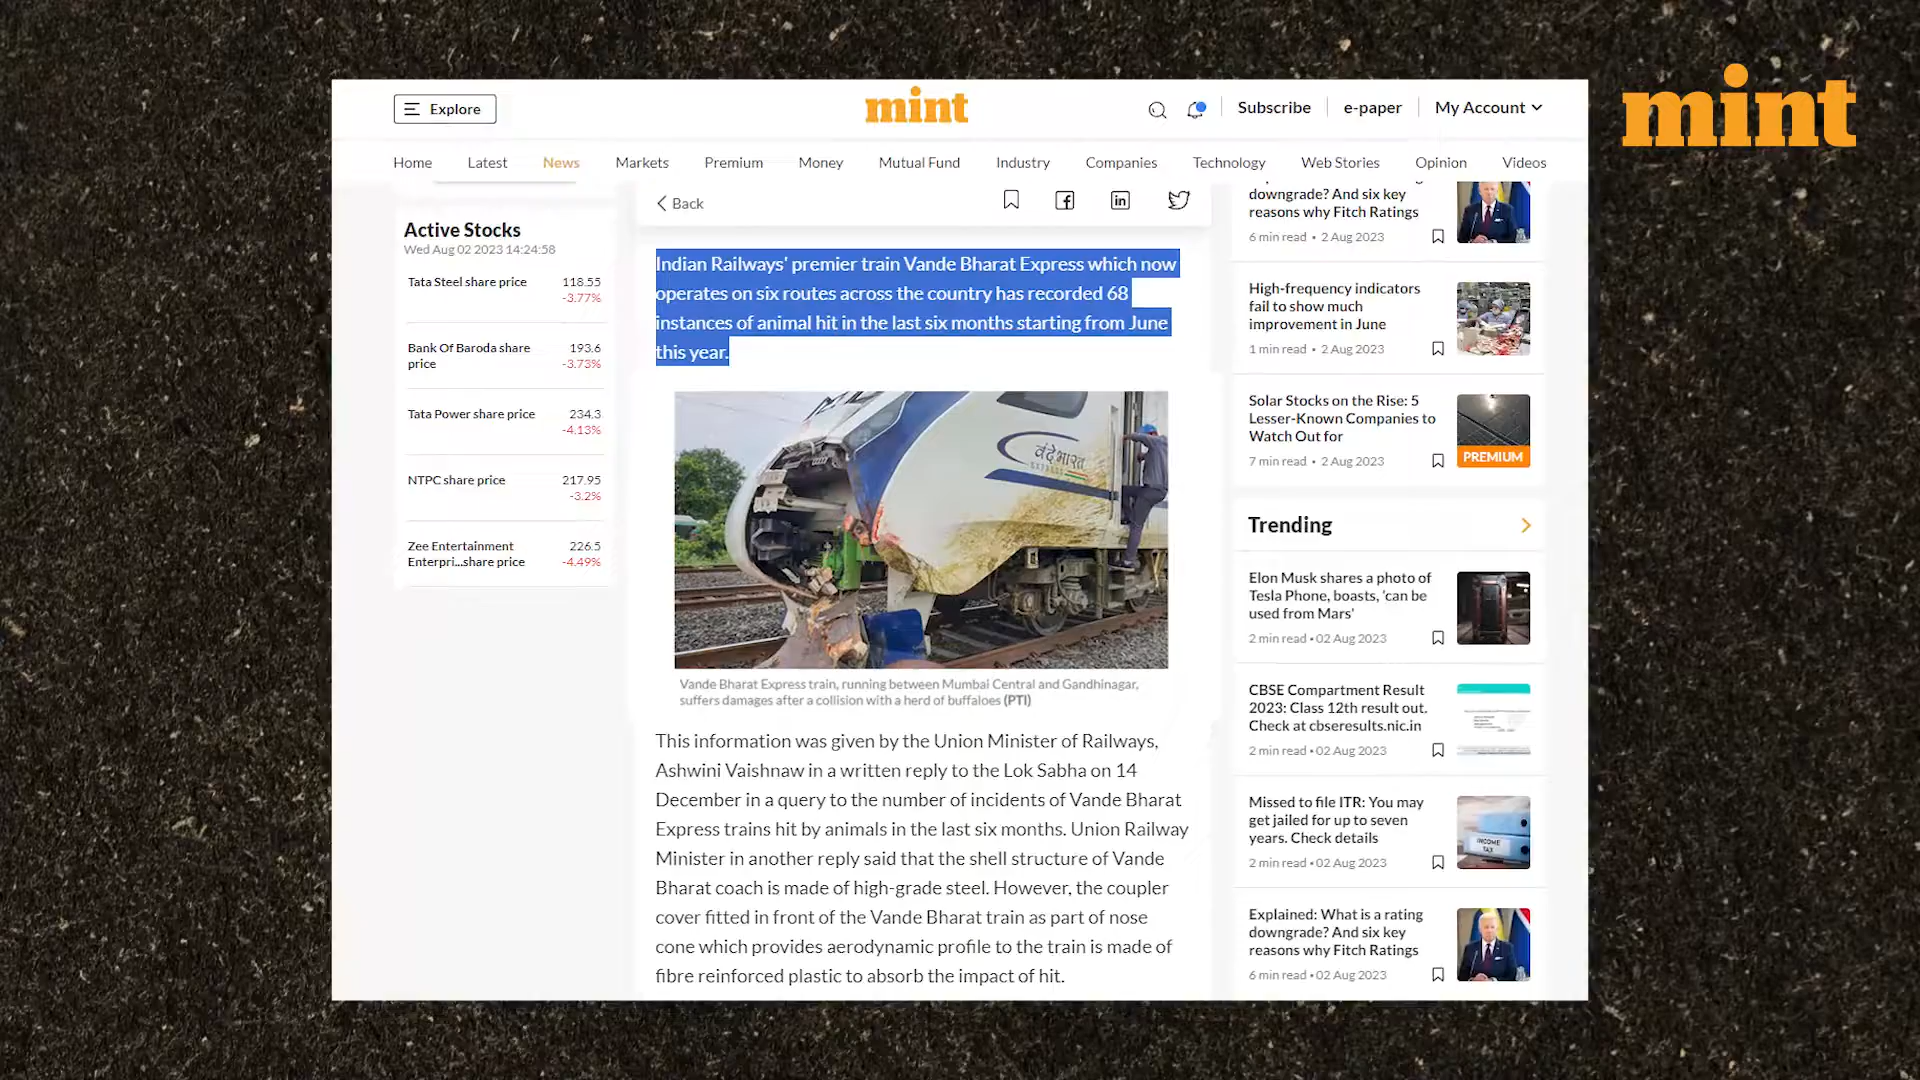 mint
Explore
mint
Subscribe
e-paper
My Account
Home
Latest
News
Markets
Premium
Money
Mutual Fund
Industry
Companies
Technology
Web Stories
Opinion
Videos
Active Stocks
Wed Aug 02 2023 14:24:58
Tata Steel share price
118.55
-3.77%
Bank Of Baroda share
price
193.6
-3.73%
Tata Power share price
234.3
-4.13%
NTPC share price
217.95
-3.2%
Zee Entertainment
Enterpri...share price
226.5
-4.49%
Back
Indian Railways' premier train Vande Bharat Express which now
operates on six routes across the country has recorded 68
instances of animal hit in the last six months starting from June
this year.
वंदे भारत
EXPRESS
Vande Bharat Express train, running between Mumbai Central and Gandhinagar,
suffers damages after a collision with a herd of buffaloes (PTI)
This information was given by the Union Minister of Railways,
Ashwini Vaishnaw in a written reply to the Lok Sabha on 14
December in a query to the number of incidents of Vande Bharat
Express trains hit by animals in the last six months. Union Railway
Minister in another reply said that the shell structure of Vande
Bharat coach is made of high-grade steel. However, the coupler
cover fitted in front of the Vande Bharat train as part of nose
cone which provides aerodynamic profile to the train is made of
fibre reinforced plastic to absorb the impact of hit.
downgrade? And six key
reasons why Fitch Ratings
6 min read • 2 Aug 2023
High-frequency indicators
fail to show much
improvement in June
1 min read • 2 Aug 2023
Solar Stocks on the Rise: 5
Lesser-Known Companies to
Watch Out for
7 min read • 2 Aug 2023
PREMIUM
Trending
Elon Musk shares a photo of
Tesla Phone, boasts, 'can be
used from Mars'
2 min read • 02 Aug 2023
CBSE Compartment Result
2023: Class 12th result out.
Check at cbseresults.nic.in
2 min read • 02 Aug 2023
Missed to file ITR: You may
get jailed for up to seven
years. Check details
2 min read • 02 Aug 2023
INCOME
TAX
Explained: What is a rating
downgrade? And six key
reasons why Fitch Ratings
6 min read • 02 Aug 2023